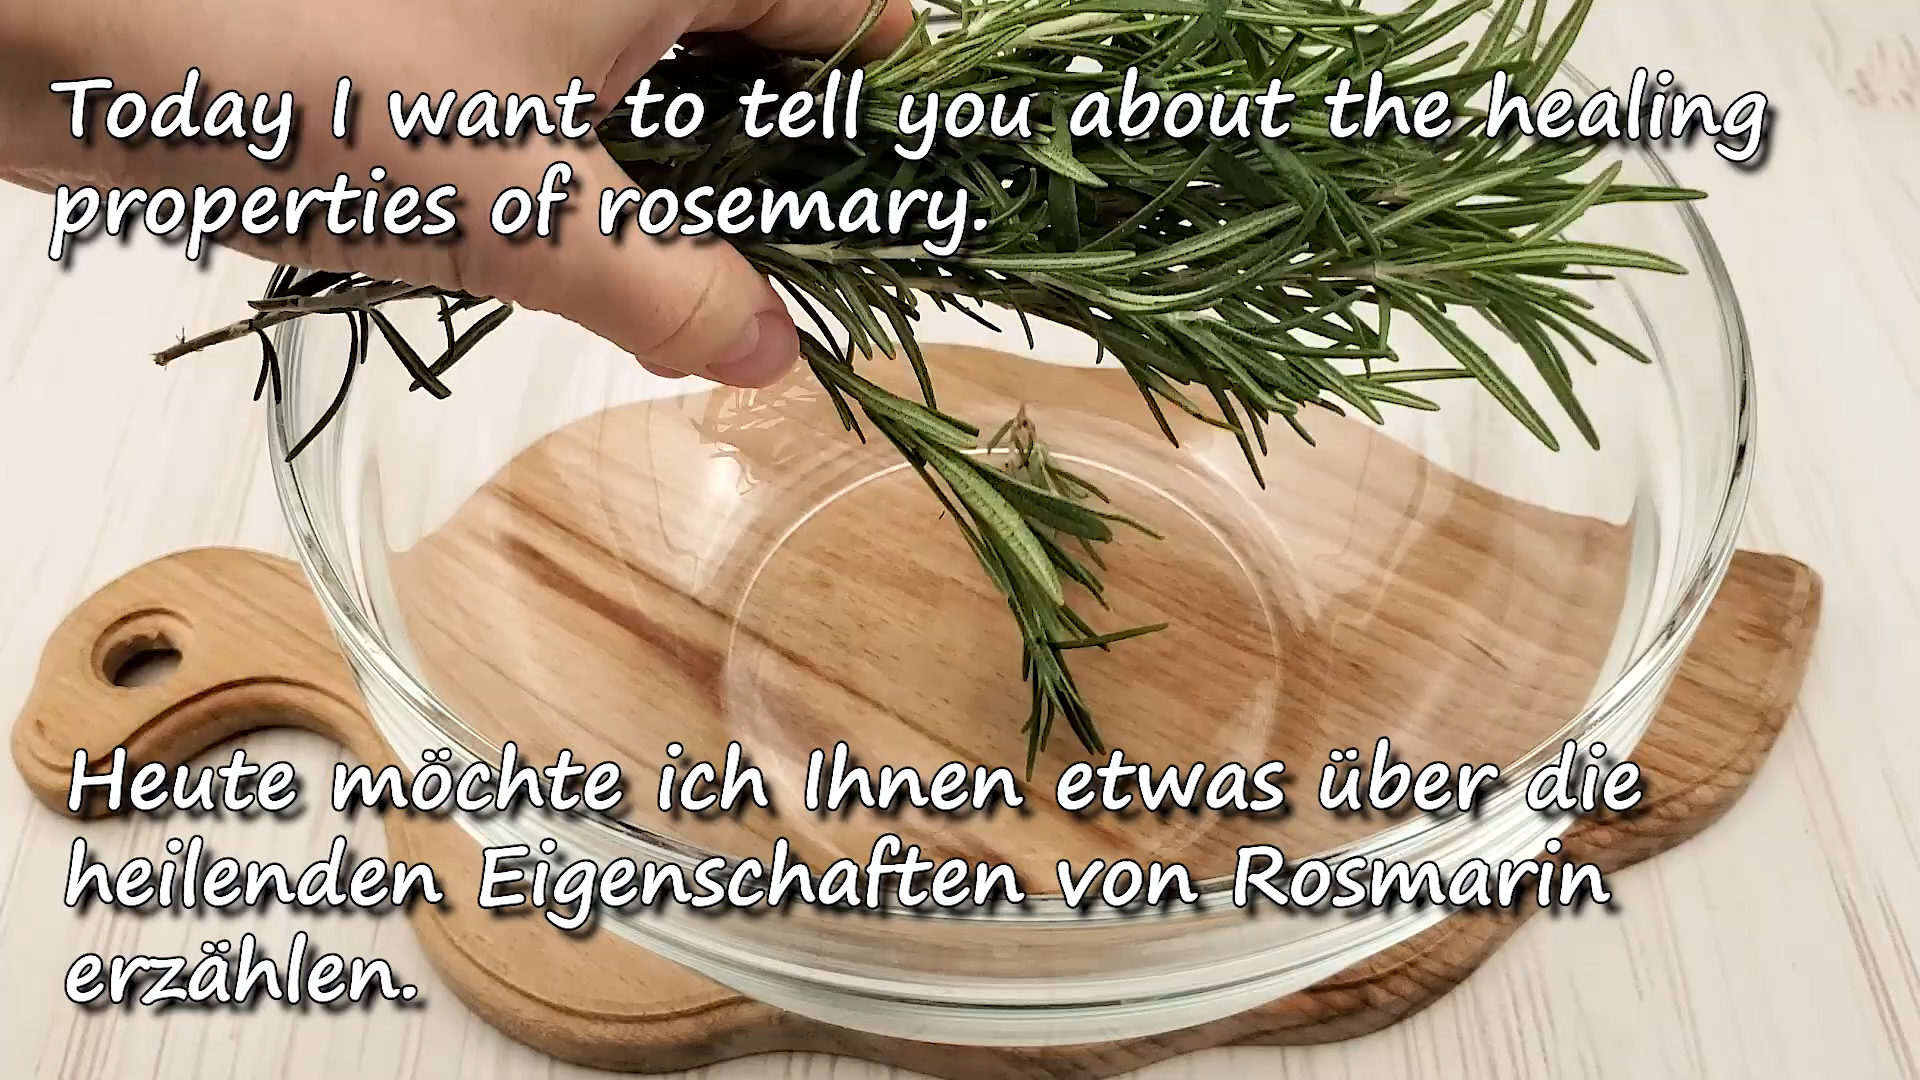 Today I want to tell you about the healing
properties of rosemary.
Heute möchte ich Ihnen etwas über die
heilenden Eigenschaften von Rosmarin
erzählen.